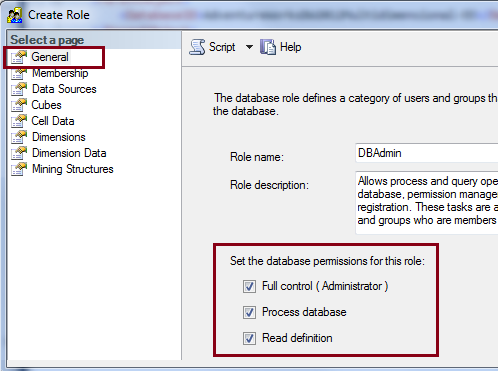 Create Role
Select a page
General
Membership
Data Sources
Cubes
Cell Data
Dimensions
Dimension Data
Mining Structures
Script
Help
The database role defines a category of users and groups th
the database.
Role name:
DBAdmin
Role description:
Allows process and query ope
database, permission manage
registration. These tasks are a
and groups who are members
Set the database permissions for this role:
Full control ( Administrator )
Process database
Read definition